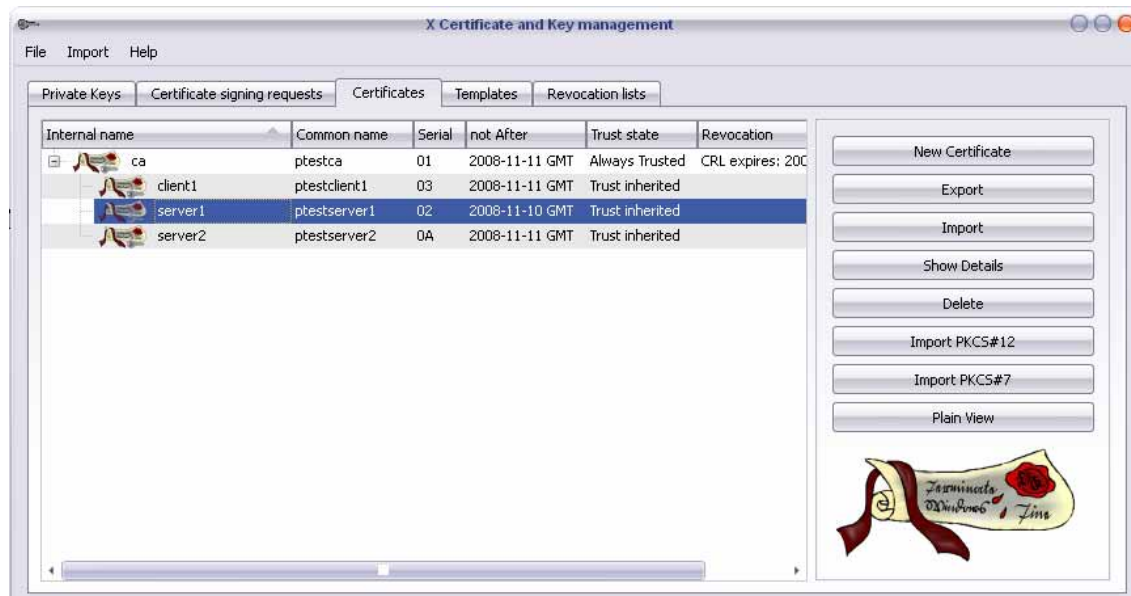 X Certificate and Key management
File Import Help
Private Keys Certificate signing requests Certificates Templates Revocation lists
Internal name Common name Serial not After Trust state Revocation
ca ptestca 01 2008-11-11 GMT Always Trusted CRL expires: 200
client1 ptestclient1 03 2008-11-11 GMT Trust inherited
server1 ptestserver1 02 2008-11-10 GMT Trust inherited
server2 ptestserver2 0A 2008-11-11 GMT Trust inherited
New Certificate
Export
Import
Show Details
Delete
Import PKCS#12
Import PKCS#7
Plain View
Windows
Fine